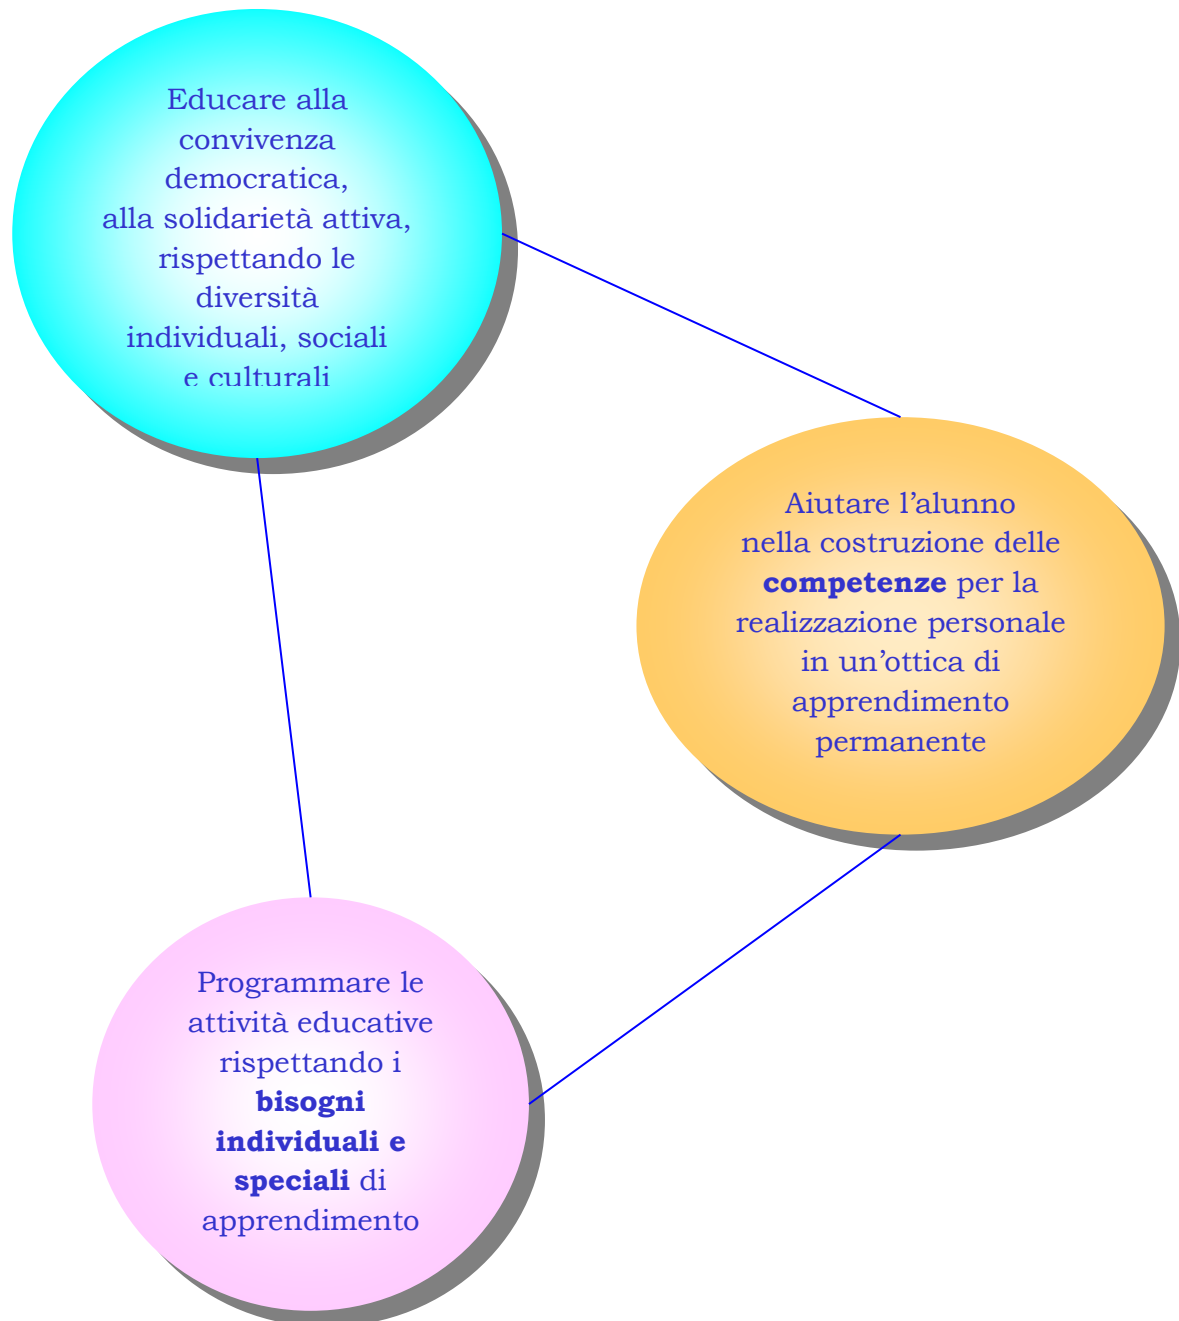 Educare alla
convivenza
democratica,
alla solidarietà attiva,
rispettando le
diversità
individuali, sociali
e culturali
Aiutare l’alunno
nella costruzione delle
competenze per la
realizzazione personale
in un’ottica di
apprendimento
permanente
Programmare le
attività educative
rispettando i
bisogni
individuali e
speciali di
apprendimento